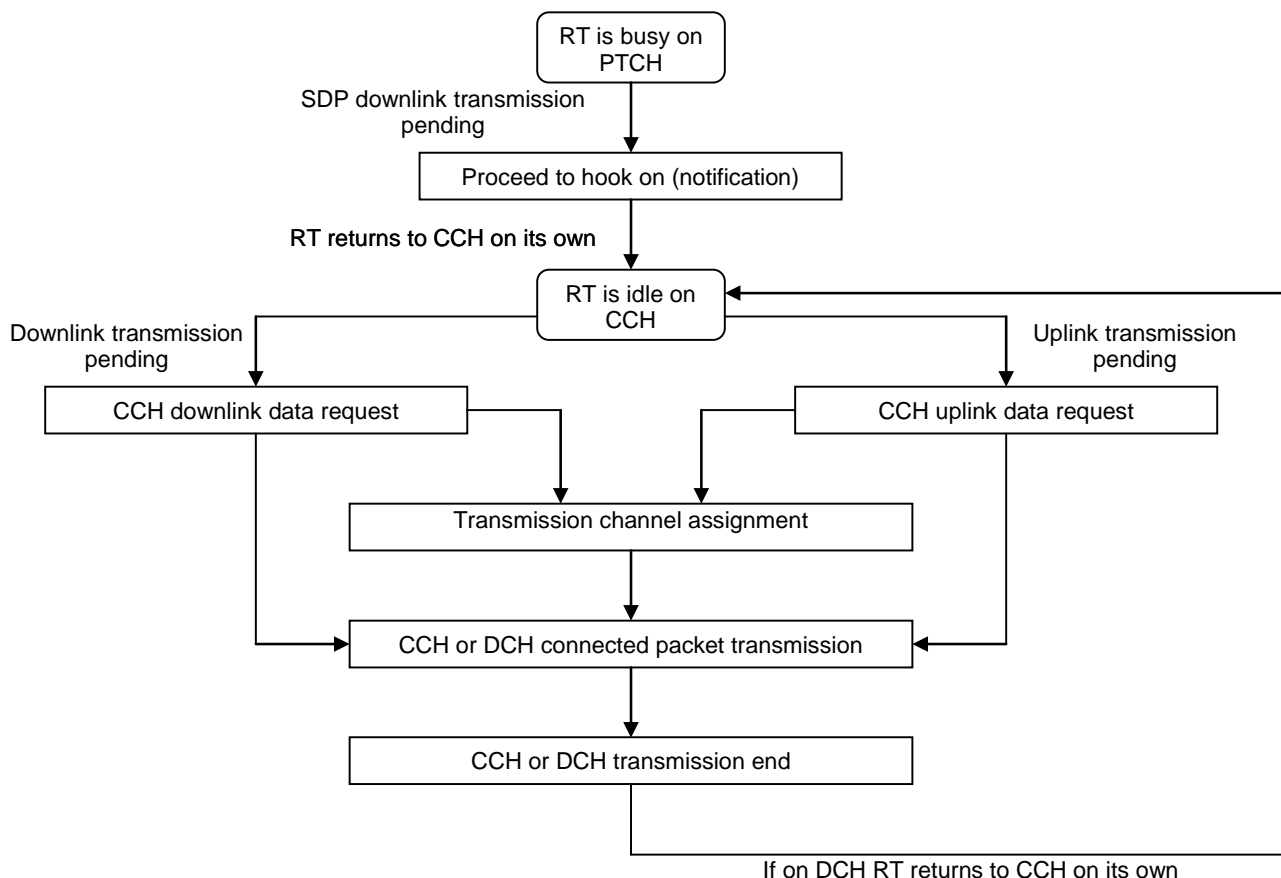 RT is busy on
PTCH
SDP downlink transmission
pending
Proceed to hook on (notification)
RT returns to CCH on its own
RT is idle on
CCH
Downlink transmission
pending
Uplink transmission
pending
CCH downlink data request
CCH uplink data request
Transmission channel assignment
CCH or DCH connected packet transmission
CCH or DCH transmission end
If on DCH RT returns to CCH on its own